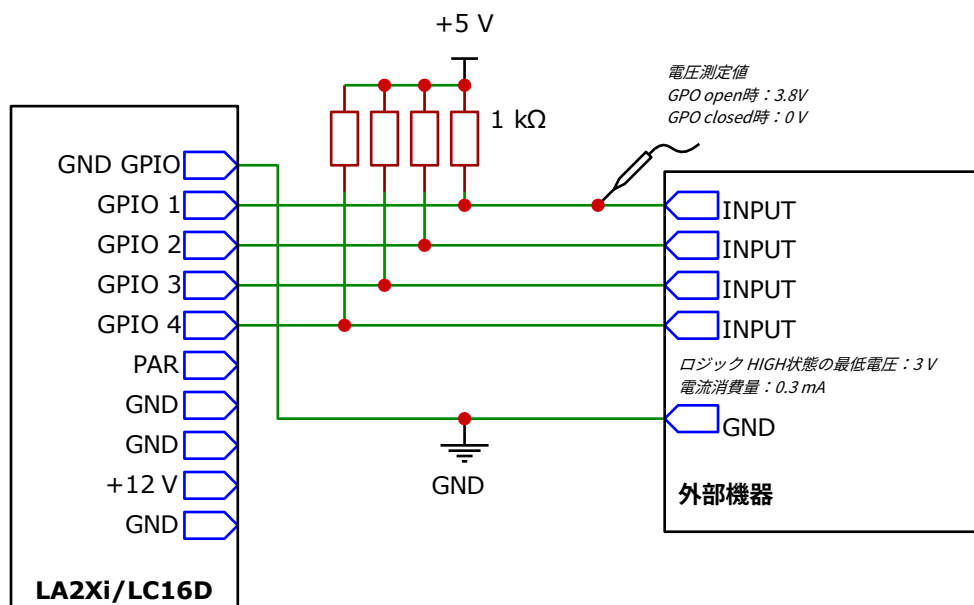 +5 V
電圧測定値
GPO open時：3.8V
GPO closed時：0 V
1 kΩ
GND GPIO
GPIO 1
GPIO 2
GPIO 3
GPIO 4
PAR
GND
GND
+12 V
GND
LA2Xi/LC16D
INPUT
INPUT
INPUT
INPUT
ロジック HIGH状態の最低電圧：3 V
電流消費量：0.3 mA
GND
外部機器
GND